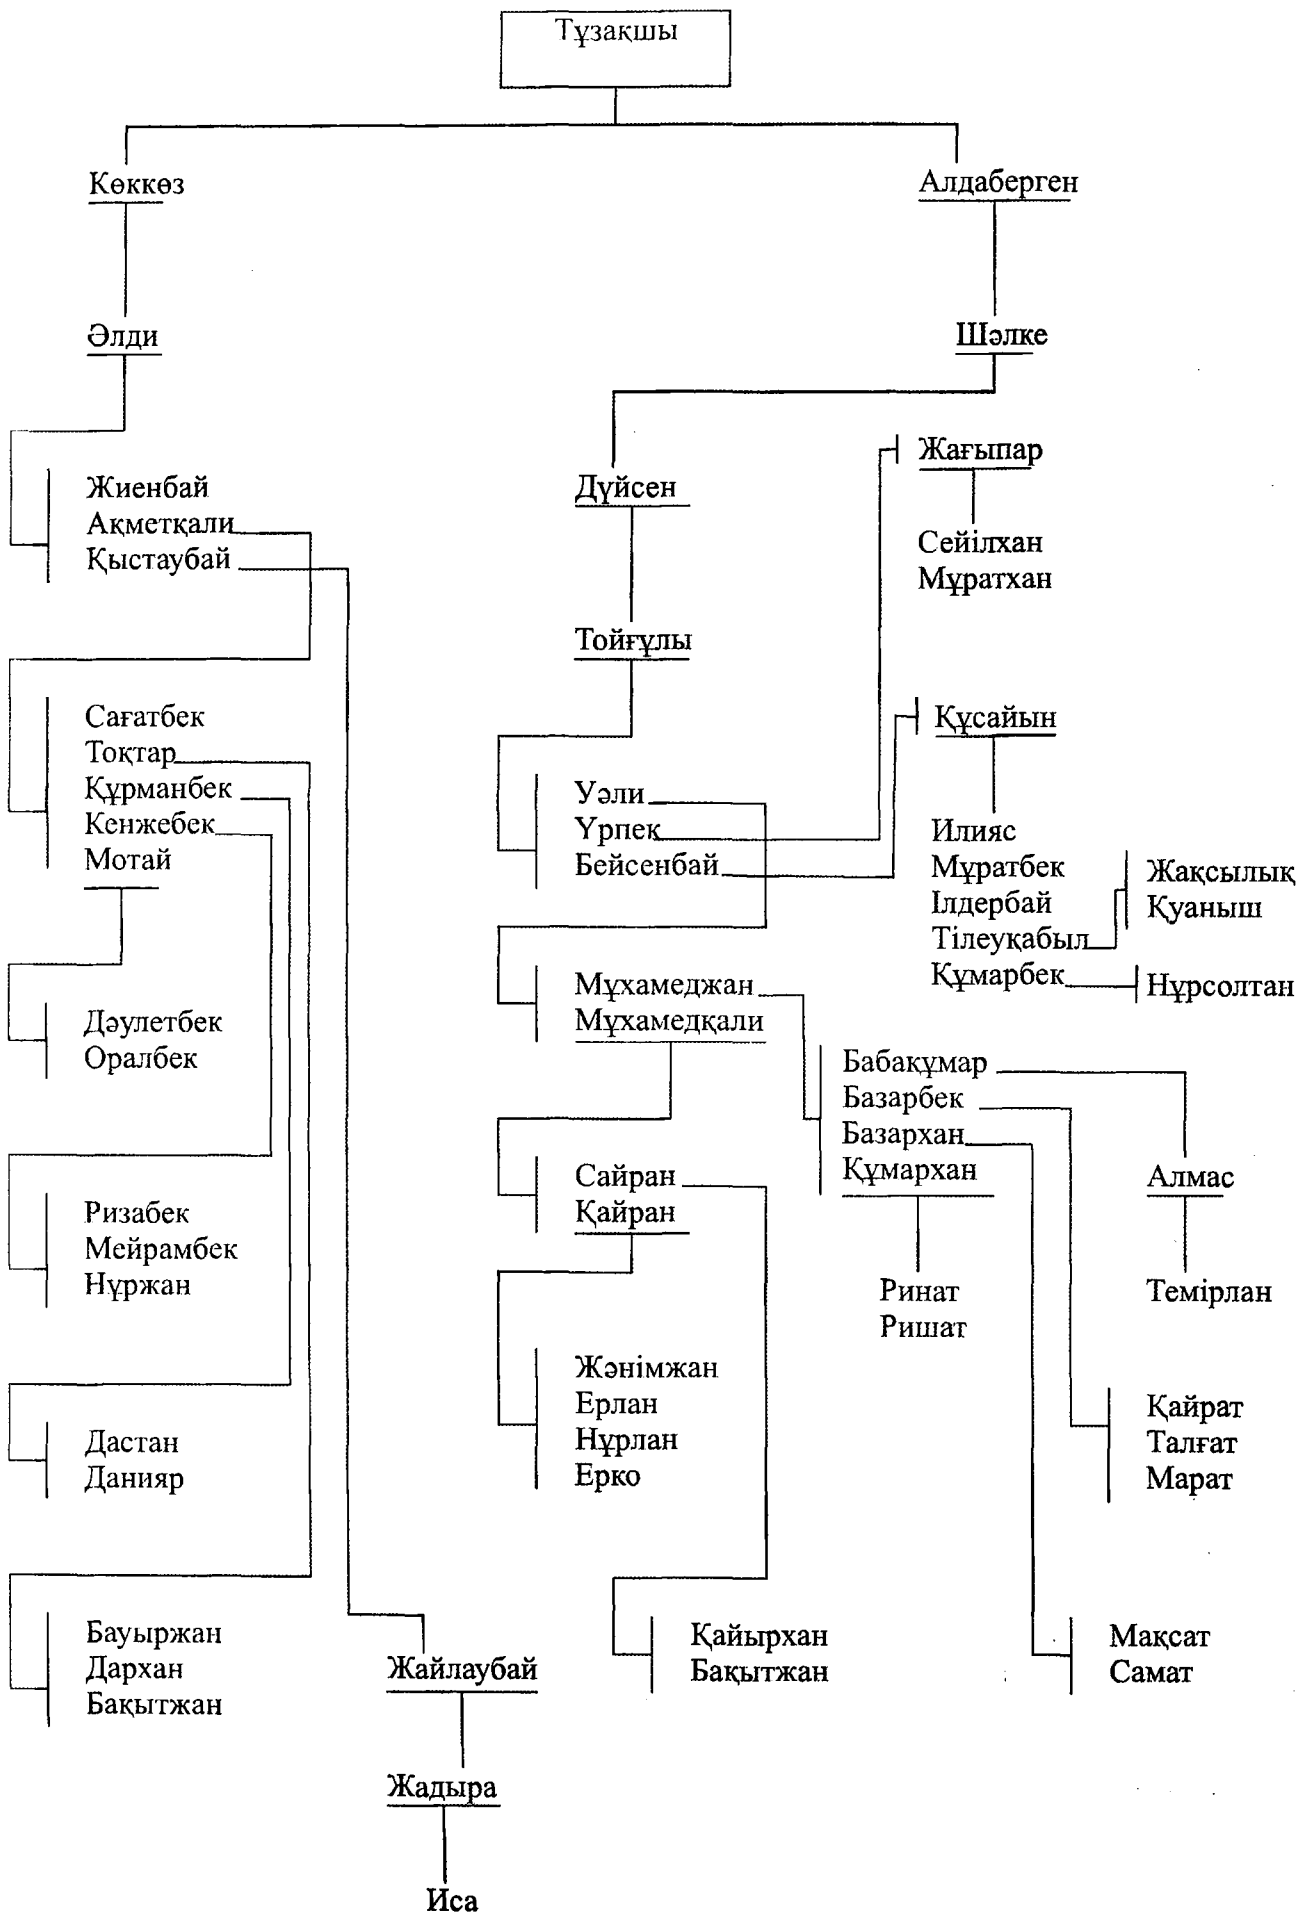 Тұзақшы
Көккөз
Алдаберген
Әлди
Шәлке
Жиенбай
Ақметқали
Қыстаубай
Дүйсен
Жағыпар
Сейілхан
Мұратхан
Тойғұлы
Сағатбек
Тоқтар
Құрманбек
Кенжебек
Мотай
Құсайын
Уәли
Үрпек
Бейсенбай
Илияс
Мұратбек
Ілдербай
Тілеуқабыл
Құмарбек
Жақсылық
Қуаныш
Нұрсолтан
Дәулетбек
Оралбек
Мұхамеджан
Мұхамедқали
Бабақұмар
Базарбек
Базархан
Құмархан
Ризабек
Мейрамбек
Нұржан
Сайран
Қайран
Алмас
Ринат
Ришат
Темірлан
Дастан
Данияр
Жәнімжан
Ерлан
Нұрлан
Ерко
Қайрат
Талғат
Марат
Бауыржан
Дархан
Бақытжан
Жайлаубай
Қайырхан
Бақытжан
Мақсат
Самат
Жадыра
Иса